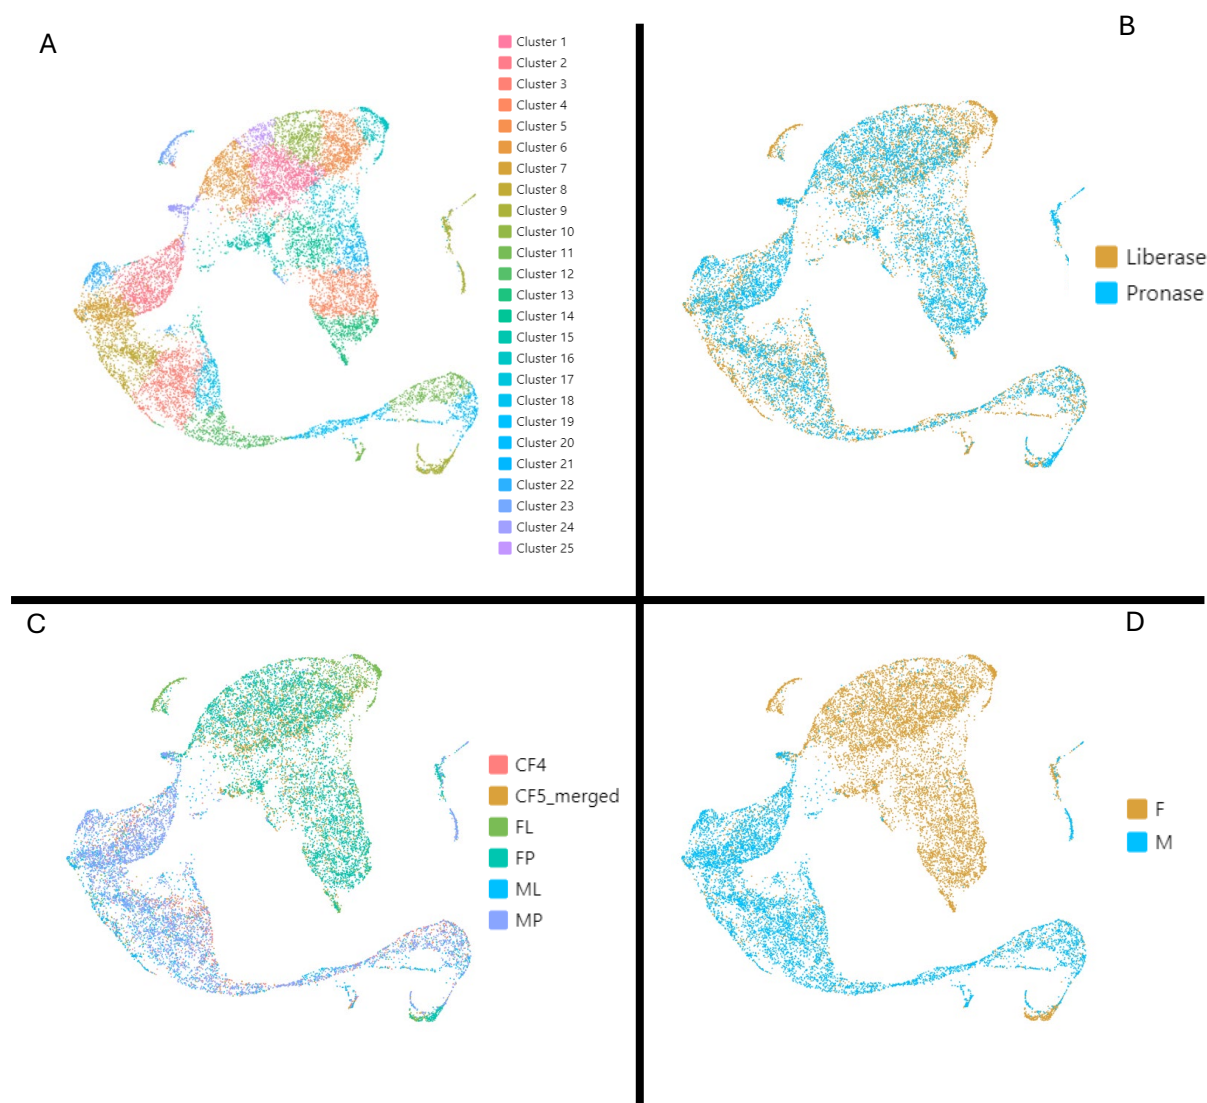 A
Cluster 1
Cluster 2
Cluster 3
Cluster 4
Cluster 5
Cluster 6
Cluster 7
Cluster 8
Cluster 9
Cluster 10
Cluster 11
Cluster 12
Cluster 13
Cluster 14
Cluster 15
Cluster 16
Cluster 17
Cluster 18
Cluster 19
Cluster 20
Cluster 21
Cluster 22
Cluster 23
Cluster 24
Cluster 25
B
Liberase
Pronase
C
CF4
CF5_merged
FL
FP
ML
MP
D
F
M